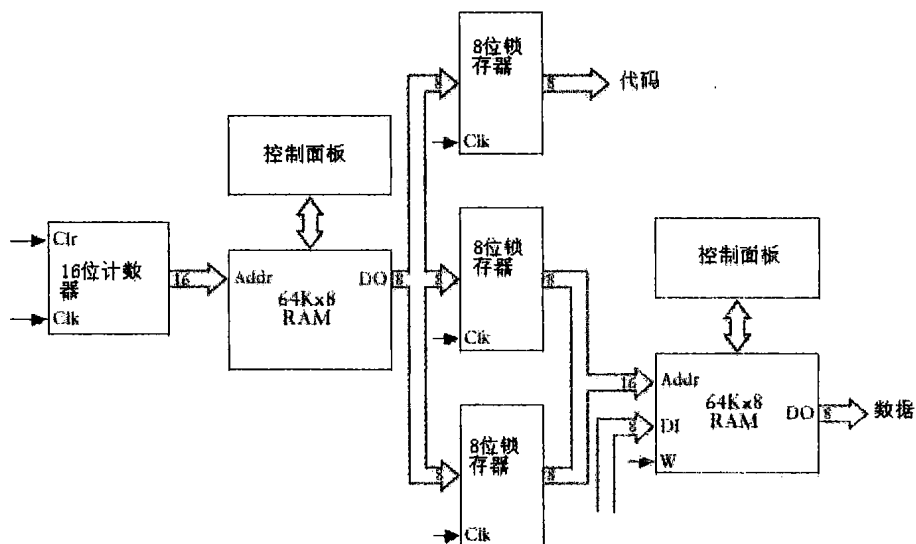 8位锁
存器
8
8
代码
Clk
控制面板
Clr
16位计数
器
Clk
16
Addr
DO
8
64K×8
RAM
8位锁
存器
8
8
Clk
控制面板
16
Addr
64K×8
RAM
DO
8
数据
8
DI
W
8位锁
存器
8
8
Clk